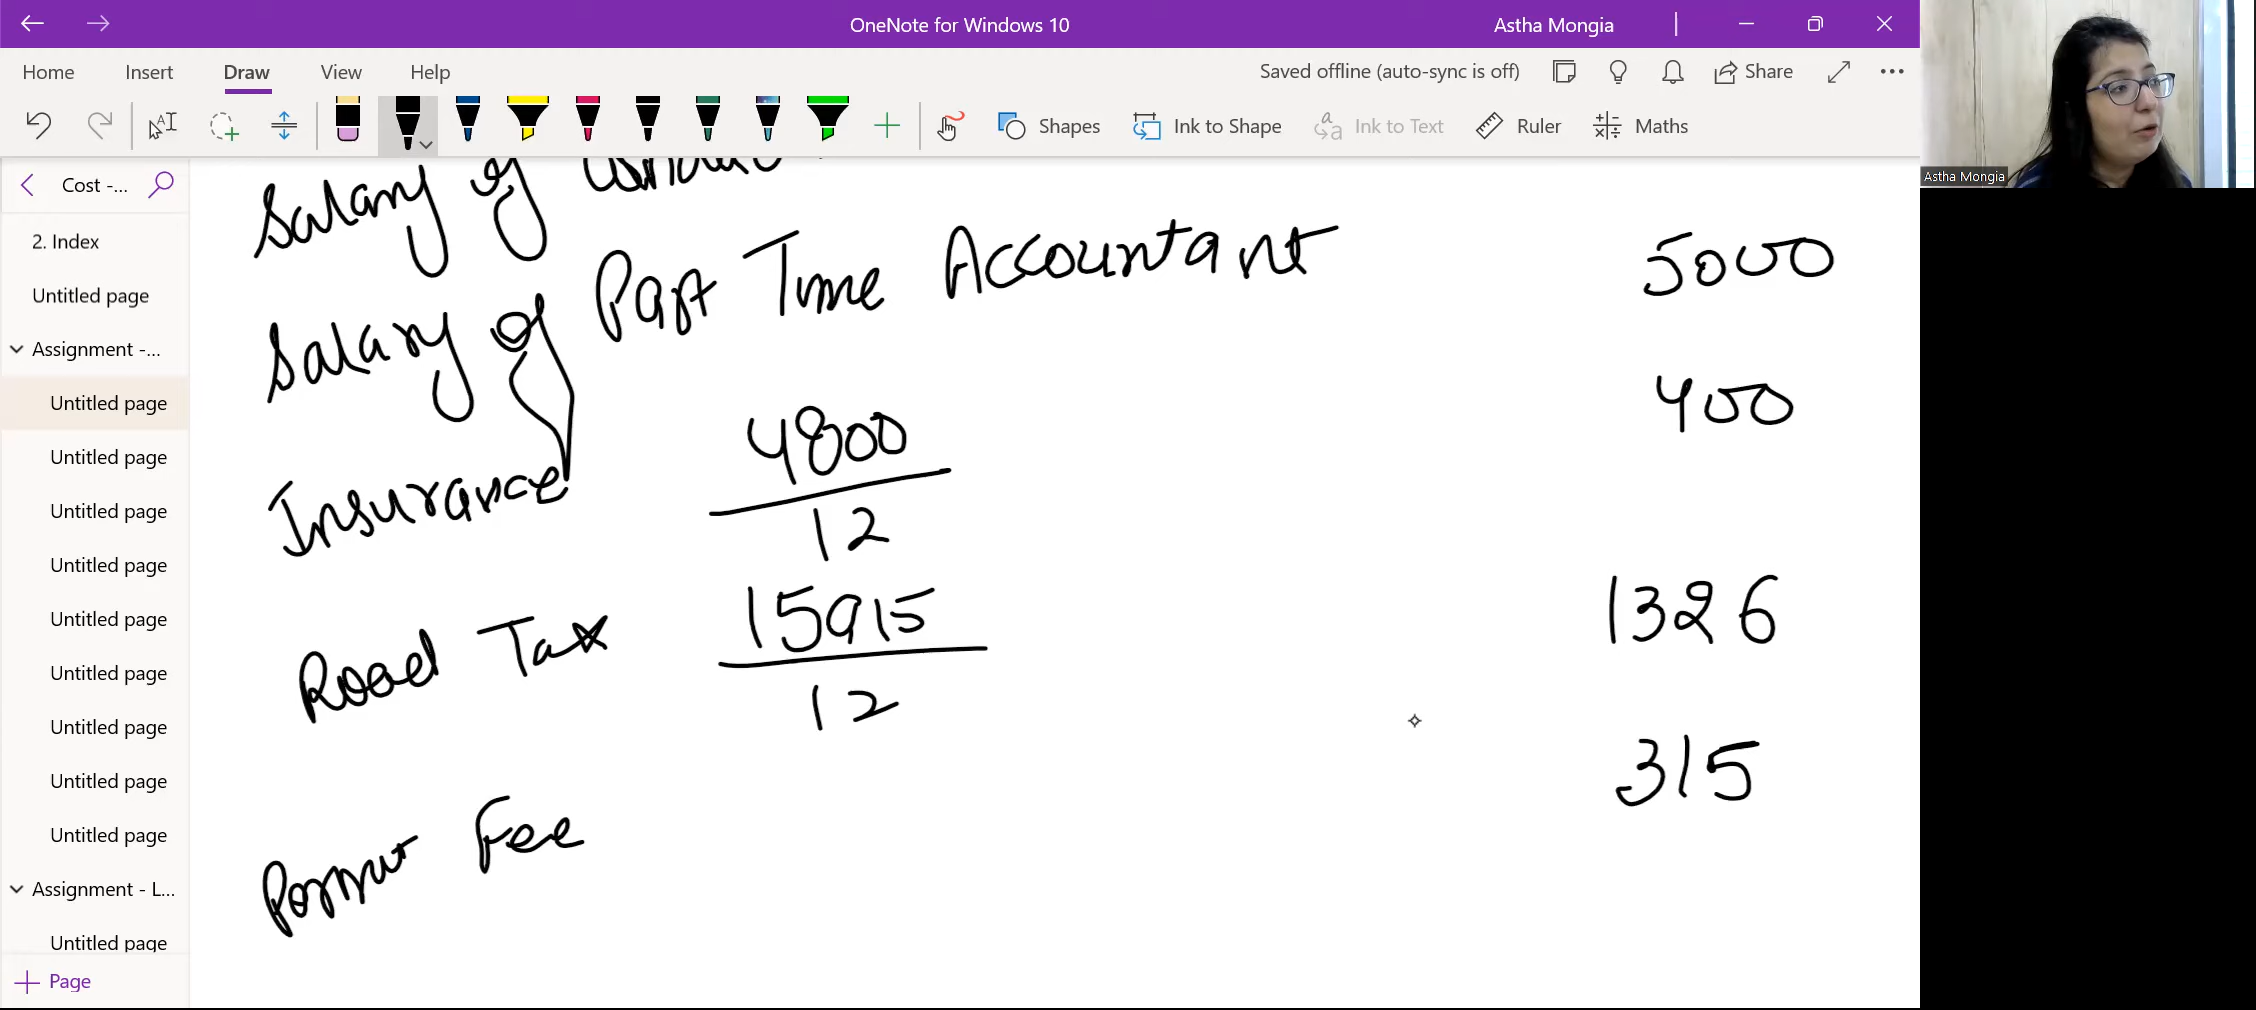 OneNote for Windows 10
Astha Mongia
Home Insert Draw View Help
Saved offline (auto-sync is off) Share
Shapes Ink to Shape Ink to Text Ruler Maths
Astha Mongia
Cost -...
2. Index
Untitled page
Assignment -...
Untitled page
Untitled page
Untitled page
Untitled page
Untitled page
Untitled page
Untitled page
Untitled page
Untitled page
Assignment - L...
Untitled page
Page
Salary of
Salary of Part Time Accountant 5000
Insurance 4800 400
12
Road Tax 15915 1326
12
Permit Fee 315